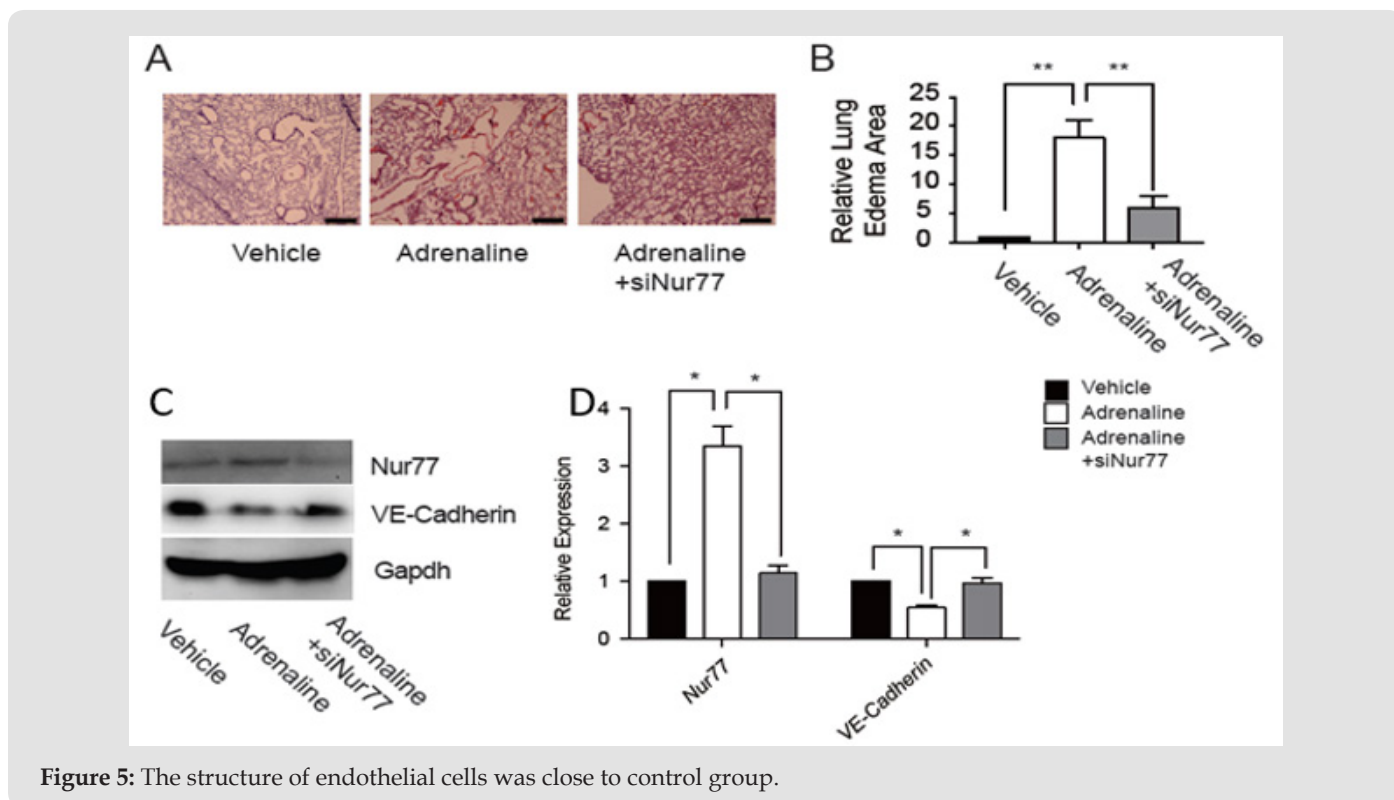 A
Vehicle
Adrenaline
Adrenaline
+siNur77
B
Relative Lung
Edema Area
25
20
15
10
5
0
**
**
Vehicle
Adrenaline
Adrenaline
+siNur77
C
Nur77
VE-Cadherin
Gapdh
Vehicle
Adrenaline
Adrenaline
+siNur77
D
Relative Expression
4
3
2
1
0
*
*
*
*
Nur77
VE-Cadherin
Vehicle
Adrenaline
Adrenaline
+siNur77
Figure 5: The structure of endothelial cells was close to control group.